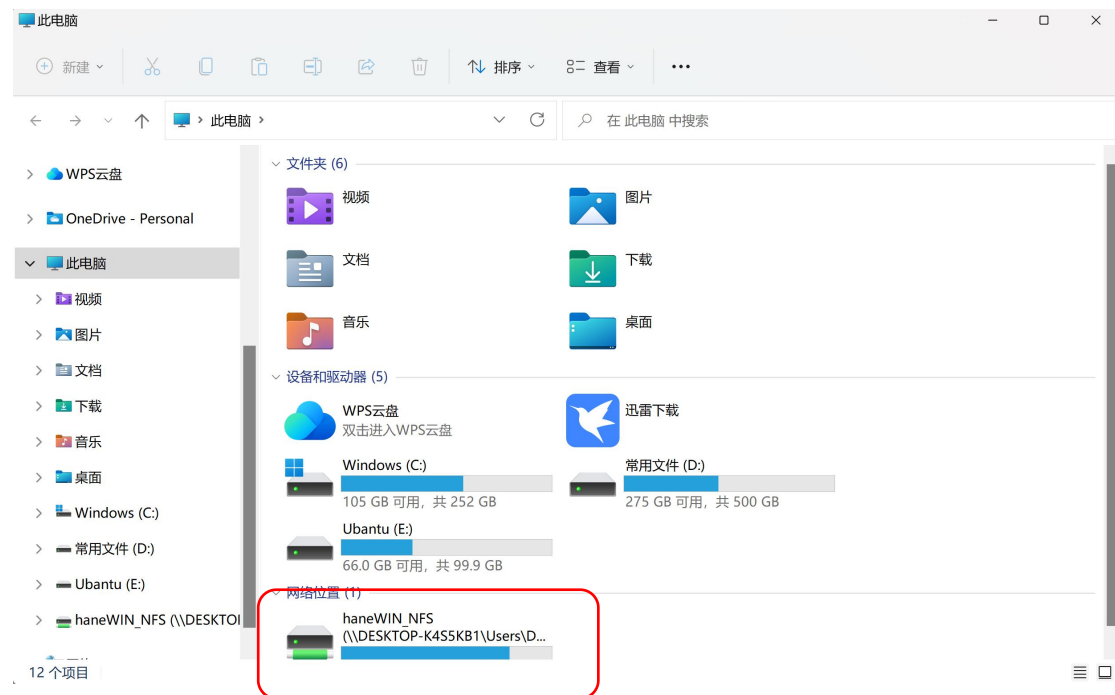 此电脑
新建
排序
查看
此电脑
在 此电脑 中搜索
WPS云盘
OneDrive - Personal
此电脑
视频
图片
文档
下载
音乐
桌面
Windows (C:)
常用文件 (D:)
Ubantu (E:)
haneWIN_NFS (\\DESKTOI
文件夹 (6)
视频
图片
文档
下载
音乐
桌面
设备和驱动器 (5)
WPS云盘
双击进入WPS云盘
迅雷下载
Windows (C:)
105 GB 可用，共 252 GB
常用文件 (D:)
275 GB 可用，共 500 GB
Ubantu (E:)
66.0 GB 可用，共 99.9 GB
网络位置 (1)
haneWIN_NFS
(\\DESKTOP-K4S5KB1\Users\D...
12 个项目